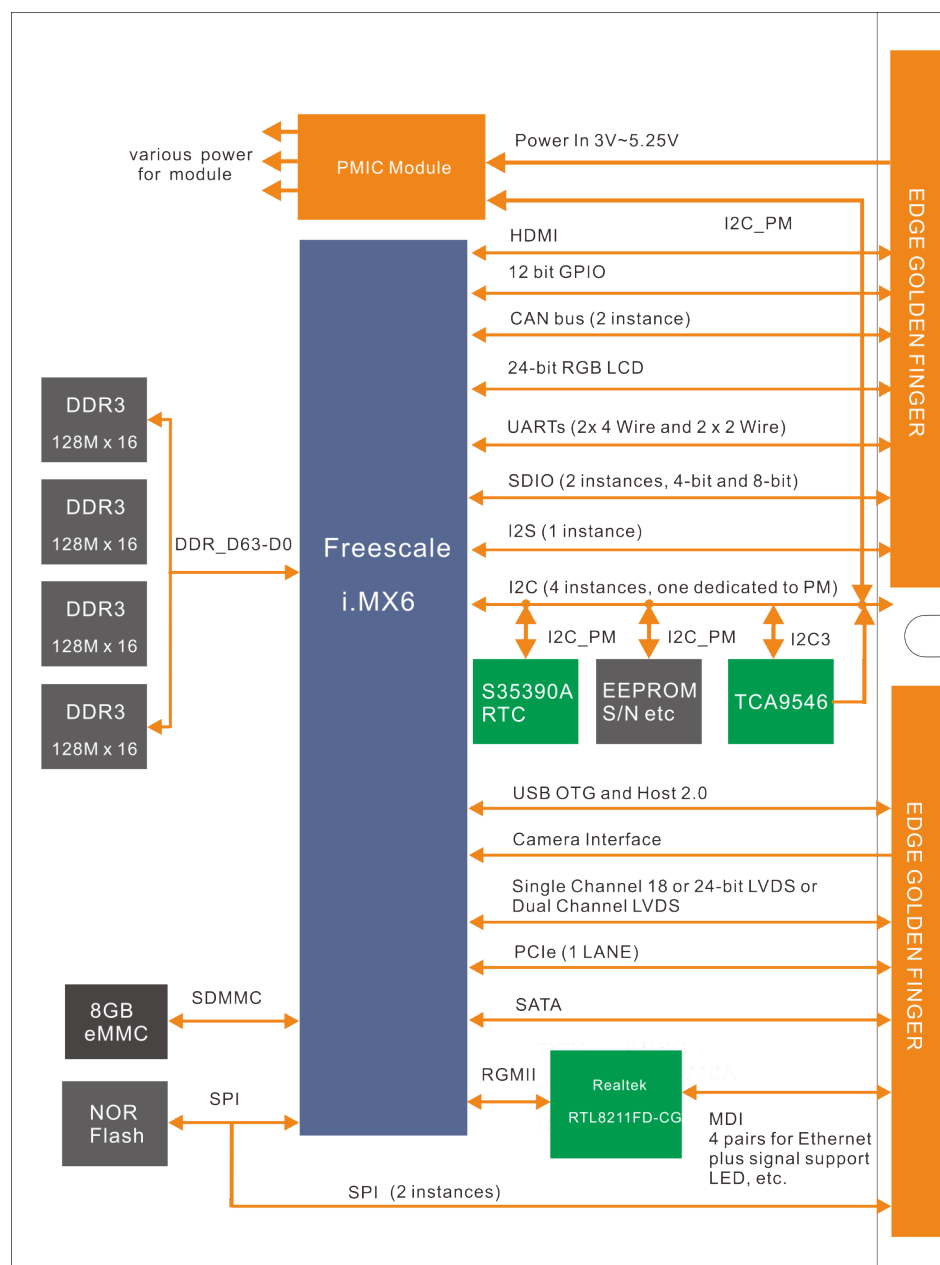 Power In 3V~5.25V
various power
for module
PMIC Module
I2C_PM
HDMI
12 bit GPIO
CAN bus (2 instance)
24-bit RGB LCD
UARTs (2x 4 Wire and 2 x 2 Wire)
SDIO (2 instances, 4-bit and 8-bit)
I2S (1 instance)
I2C (4 instances, one dedicated to PM)
EDGE GOLDEN FINGER
DDR3
128M x 16
DDR3
128M x 16
DDR3
128M x 16
DDR3
128M x 16
DDR_D63-D0
Freescale
i.MX6
I2C_PM
I2C_PM
I2C3
S35390A
RTC
EEPROM
S/N etc
TCA9546
USB OTG and Host 2.0
Camera Interface
Single Channel 18 or 24-bit LVDS or
Dual Channel LVDS
PCIe (1 LANE)
SATA
EDGE GOLDEN FINGER
8GB
eMMC
SDMMC
NOR
Flash
SPI
RGMII
Realtek
RTL8211FD-CG
MDI
4 pairs for Ethernet
plus signal support
LED, etc.
SPI (2 instances)